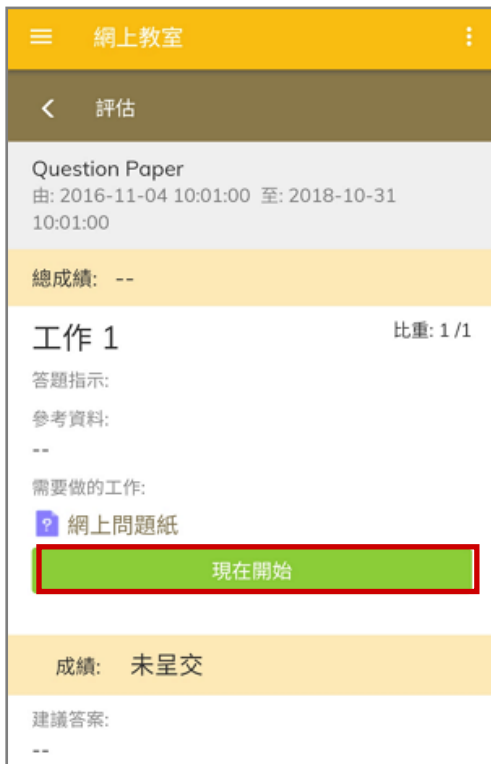 網上教室
評估
Question Paper
由: 2016-11-04 10:01:00 至: 2018-10-31
10:01:00
總成績: --
工作 1
比重: 1 /1
答題指示:
參考資料:
--
需要做的工作:
網上問題紙
現在開始
成績: 未呈交
建議答案:
--